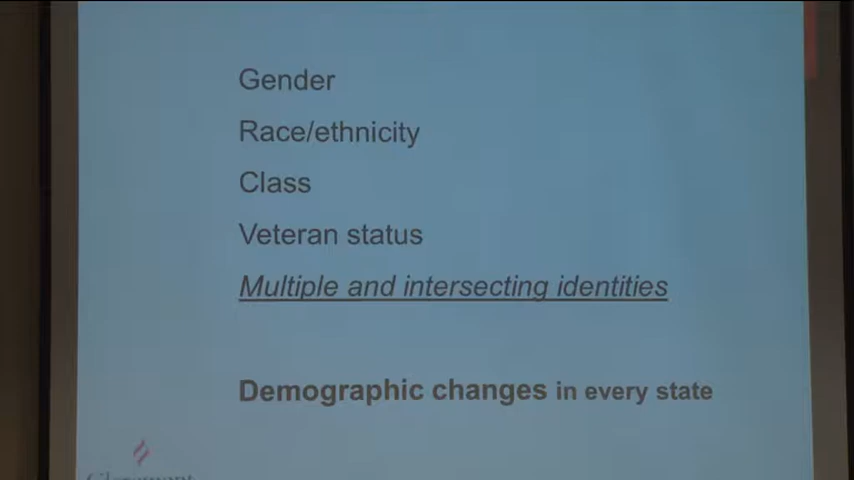 Gender
Race/ethnicity
Class
Veteran status
Multiple and intersecting identities
Demographic changes in every state